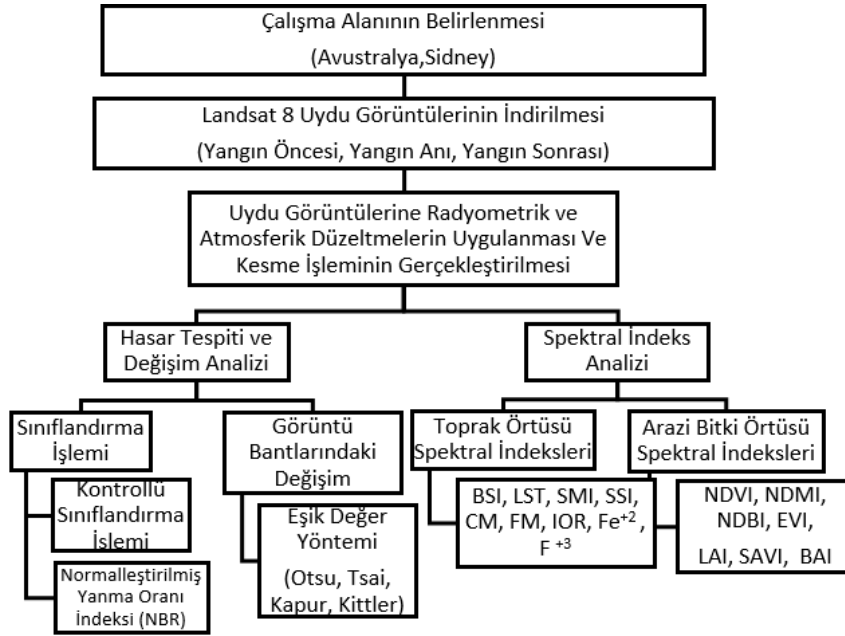 Çalışma Alanının Belirlenmesi
(Avustralya,Sidney)
Landsat 8 Uydu Görüntülerinin İndirilmesi
(Yangın Öncesi, Yangın Anı, Yangın Sonrası)
Uydu Görüntülerine Radyometrik ve
Atmosferik Düzeltmelerin Uygulanması Ve
Kesme İşleminin Gerçekleştirilmesi
Hasar Tespiti ve
Değişim Analizi
Sınıflandırma
İşlemi
Kontrollü
Sınıflandırma
İşlemi
Normalleştirilmiş
Yanma Oranı
İndeksi (NBR)
Görüntü
Bantlarındaki
Değişim
Eşik Değer
Yöntemi
(Otsu, Tsai,
Kapur, Kittler)
Spektral İndeks
Analizi
Toprak Örtüsü
Spektral İndeksleri
BSI, LST, SMI, SSI,
CM, FM, IOR, Fe⁺² ,
F ⁺³
Arazi Bitki Örtüsü
Spektral İndeksleri
NDVI, NDMI,
NDBI, EVI,
LAI, SAVI, BAI